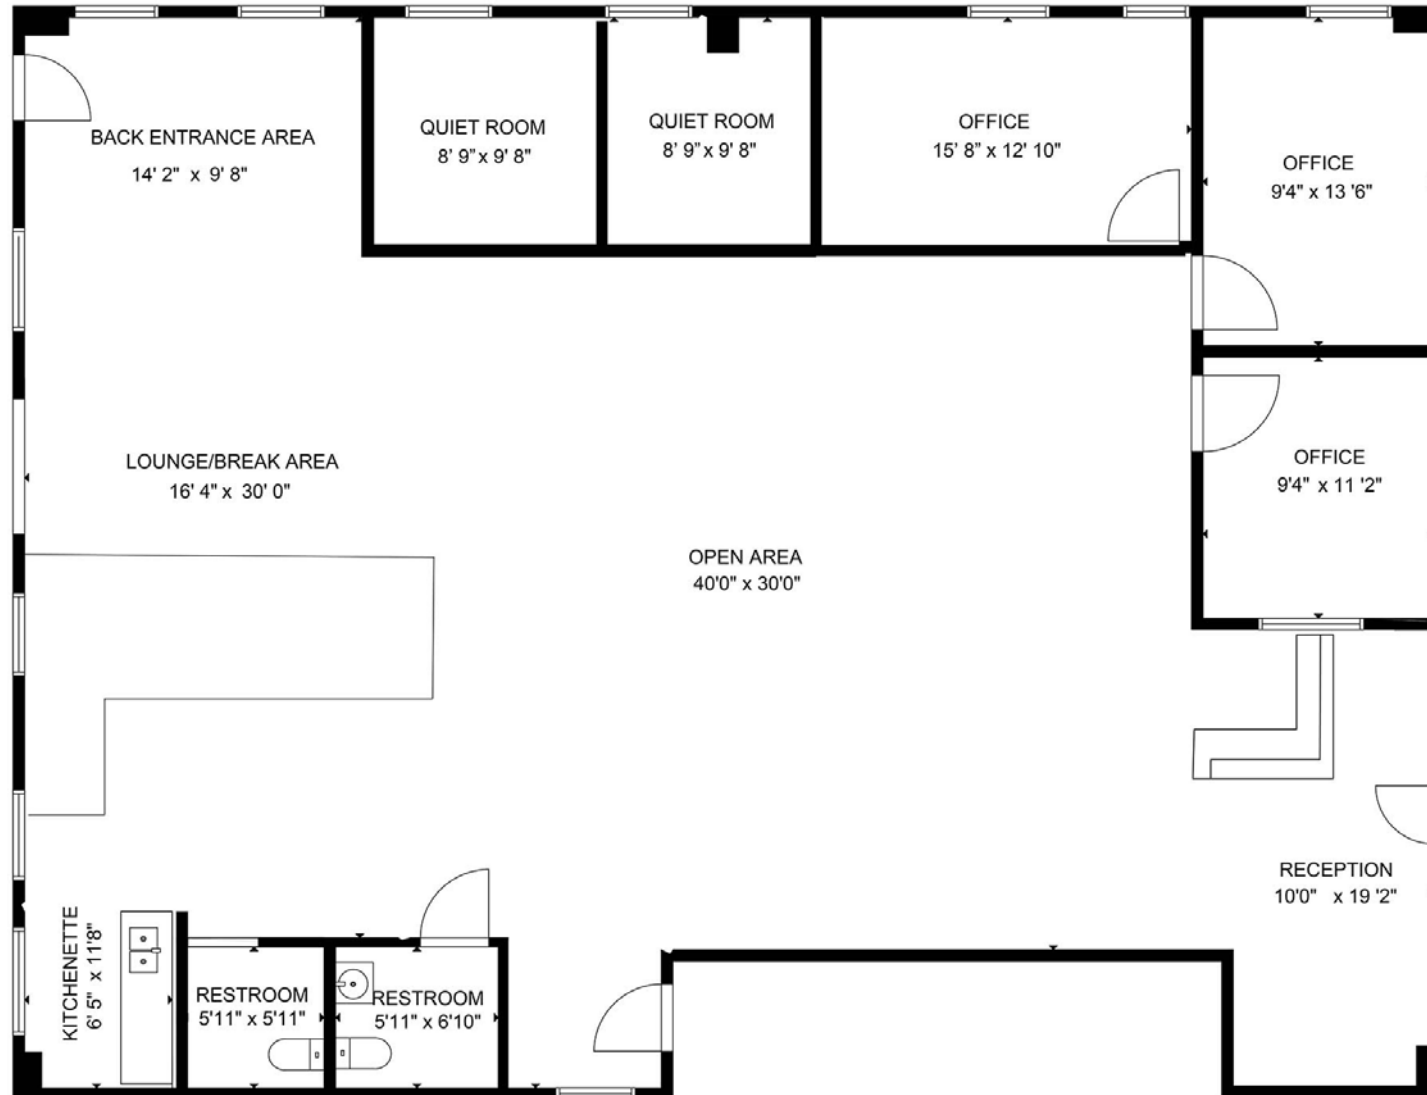 BACK ENTRANCE AREA
14' 2" x 9' 8"
QUIET ROOM
8' 9" x 9' 8"
QUIET ROOM
8' 9" x 9' 8"
OFFICE
15' 8" x 12' 10"
OFFICE
9'4" x 13 '6"
LOUNGE/BREAK AREA
16' 4" x 30' 0"
OFFICE
9'4" x 11 '2"
OPEN AREA
40'0" x 30'0"
RECEPTION
10'0" x 19 '2"
KITCHENETTE
6' 5" x 11'8"
RESTROOM
5'11" x 5'11"
RESTROOM
5'11" x 6'10"